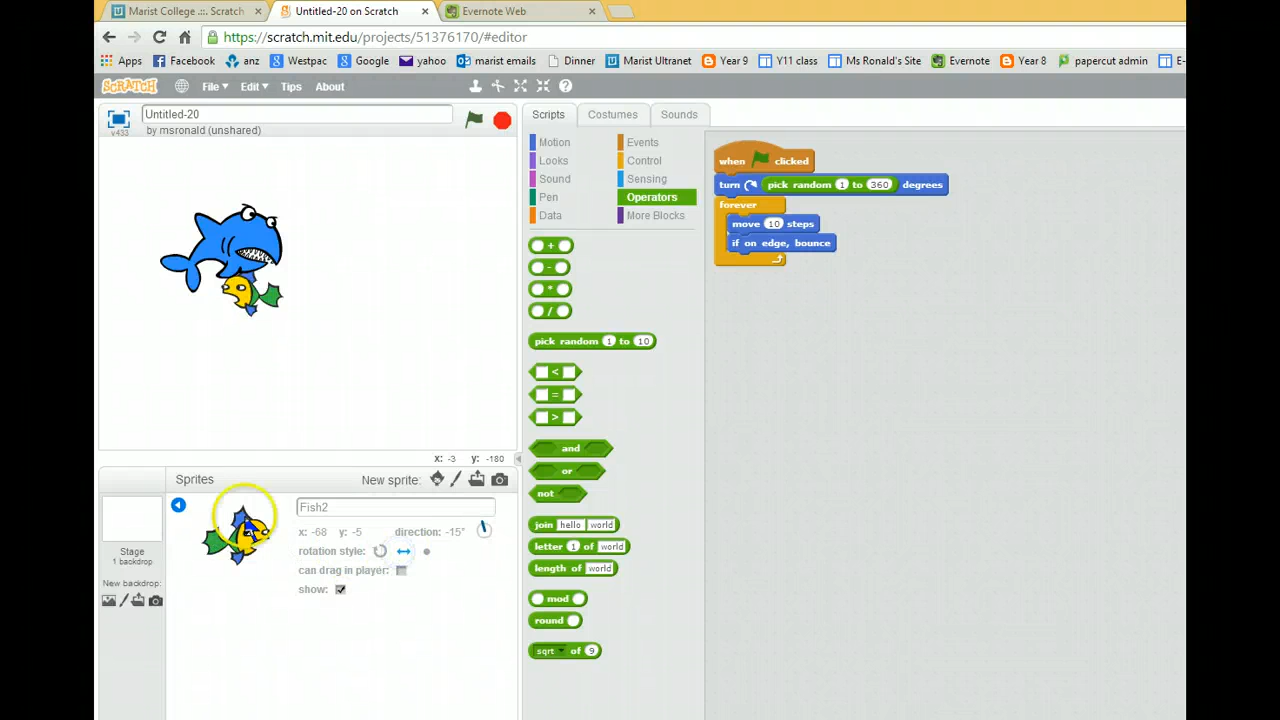 Marist College .::. Scratch
Untitled-20 on Scratch
Evernote Web
https://scratch.mit.edu/projects/51376170/#editor
Apps Facebook anz Westpac Google yahoo marist emails Dinner Marist Ultranet Year 9 Y11 class Ms Ronald's Site Evernote Year 8 papercut admin E-
SCRATCH File Edit Tips About
v433
Untitled-20
by msronald (unshared)
Scripts Costumes Sounds
Motion Events
Looks Control
Sound Sensing
Pen Operators
Data More Blocks
+
-
*
/
pick random 1 to 10
<
=
>
and
or
not
join hello world
letter 1 of world
length of world
mod
round
sqrt of 9
when clicked
turn pick random 1 to 360 degrees
forever
move 10 steps
if on edge, bounce
x: -3 y: -180
Sprites New sprite:
Fish2
x: -68 y: -5 direction: -15°
rotation style:
can drag in player:
show:
Stage
1 backdrop
New backdrop: